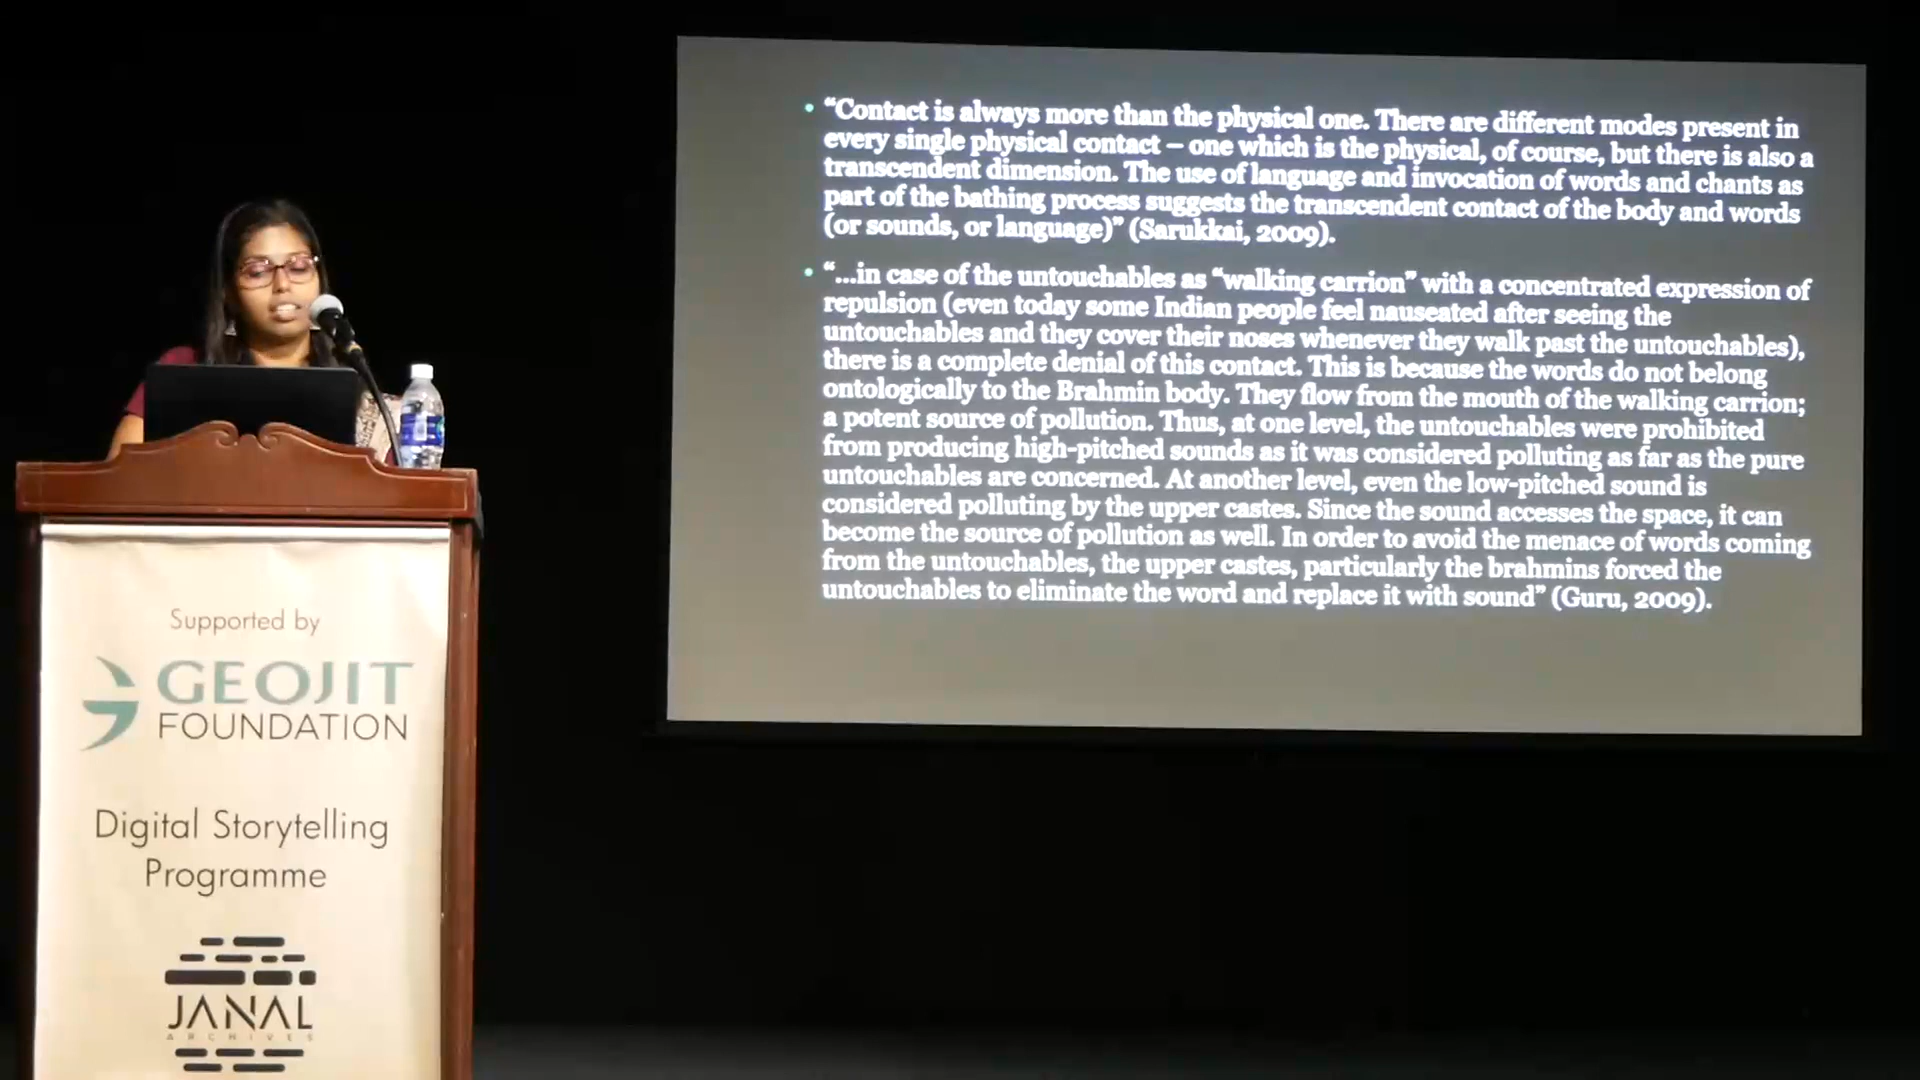 • “Contact is always more than the physical one. There are different modes present in
every single physical contact – one which is the physical, of course, but there is also a
transcendent dimension. The use of language and invocation of words and chants as
part of the bathing process suggests the transcendent contact of the body and words
(or sounds, or language)” (Sarukkai, 2009).
• “…in case of the untouchables as “walking carrion” with a concentrated expression of
repulsion (even today some Indian people feel nauseated after seeing the
untouchables and they cover their noses whenever they walk past the untouchables),
there is a complete denial of this contact. This is because the words do not belong
ontologically to the Brahmin body. They flow from the mouth of the walking carrion;
a potent source of pollution. Thus, at one level, the untouchables were prohibited
from producing high-pitched sounds as it was considered polluting as far as the pure
untouchables are concerned. At another level, even the low-pitched sound is
considered polluting by the upper castes. Since the sound accesses the space, it can
become the source of pollution as well. In order to avoid the menace of words coming
from the untouchables, the upper castes, particularly the brahmins forced the
untouchables to eliminate the word and replace it with sound” (Guru, 2009).
Supported by
GEOJIT
FOUNDATION
Digital Storytelling
Programme
JANAL
ARCHIVES